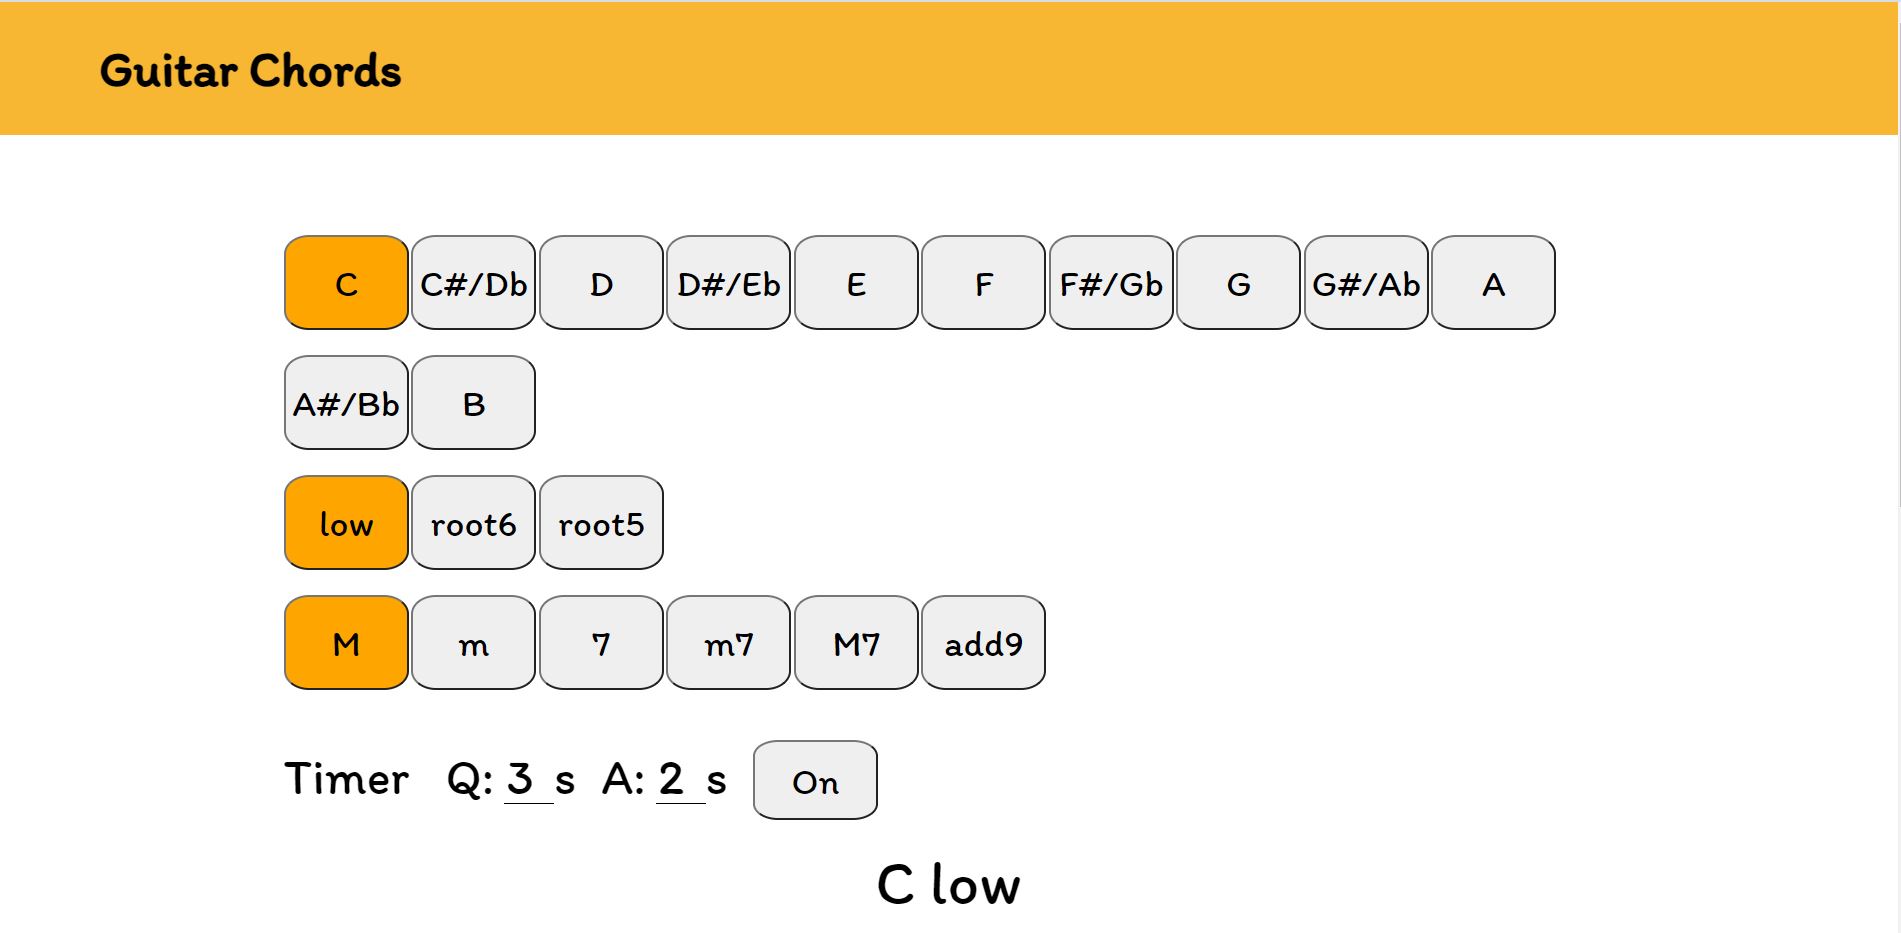 Guitar Chords
C C#/Db D D#/Eb E F F#/Gb G G#/Ab A
A#/Bb B
low root6 root5
M m 7 m7 M7 add9
Timer Q: 3 s A: 2 s On
C low